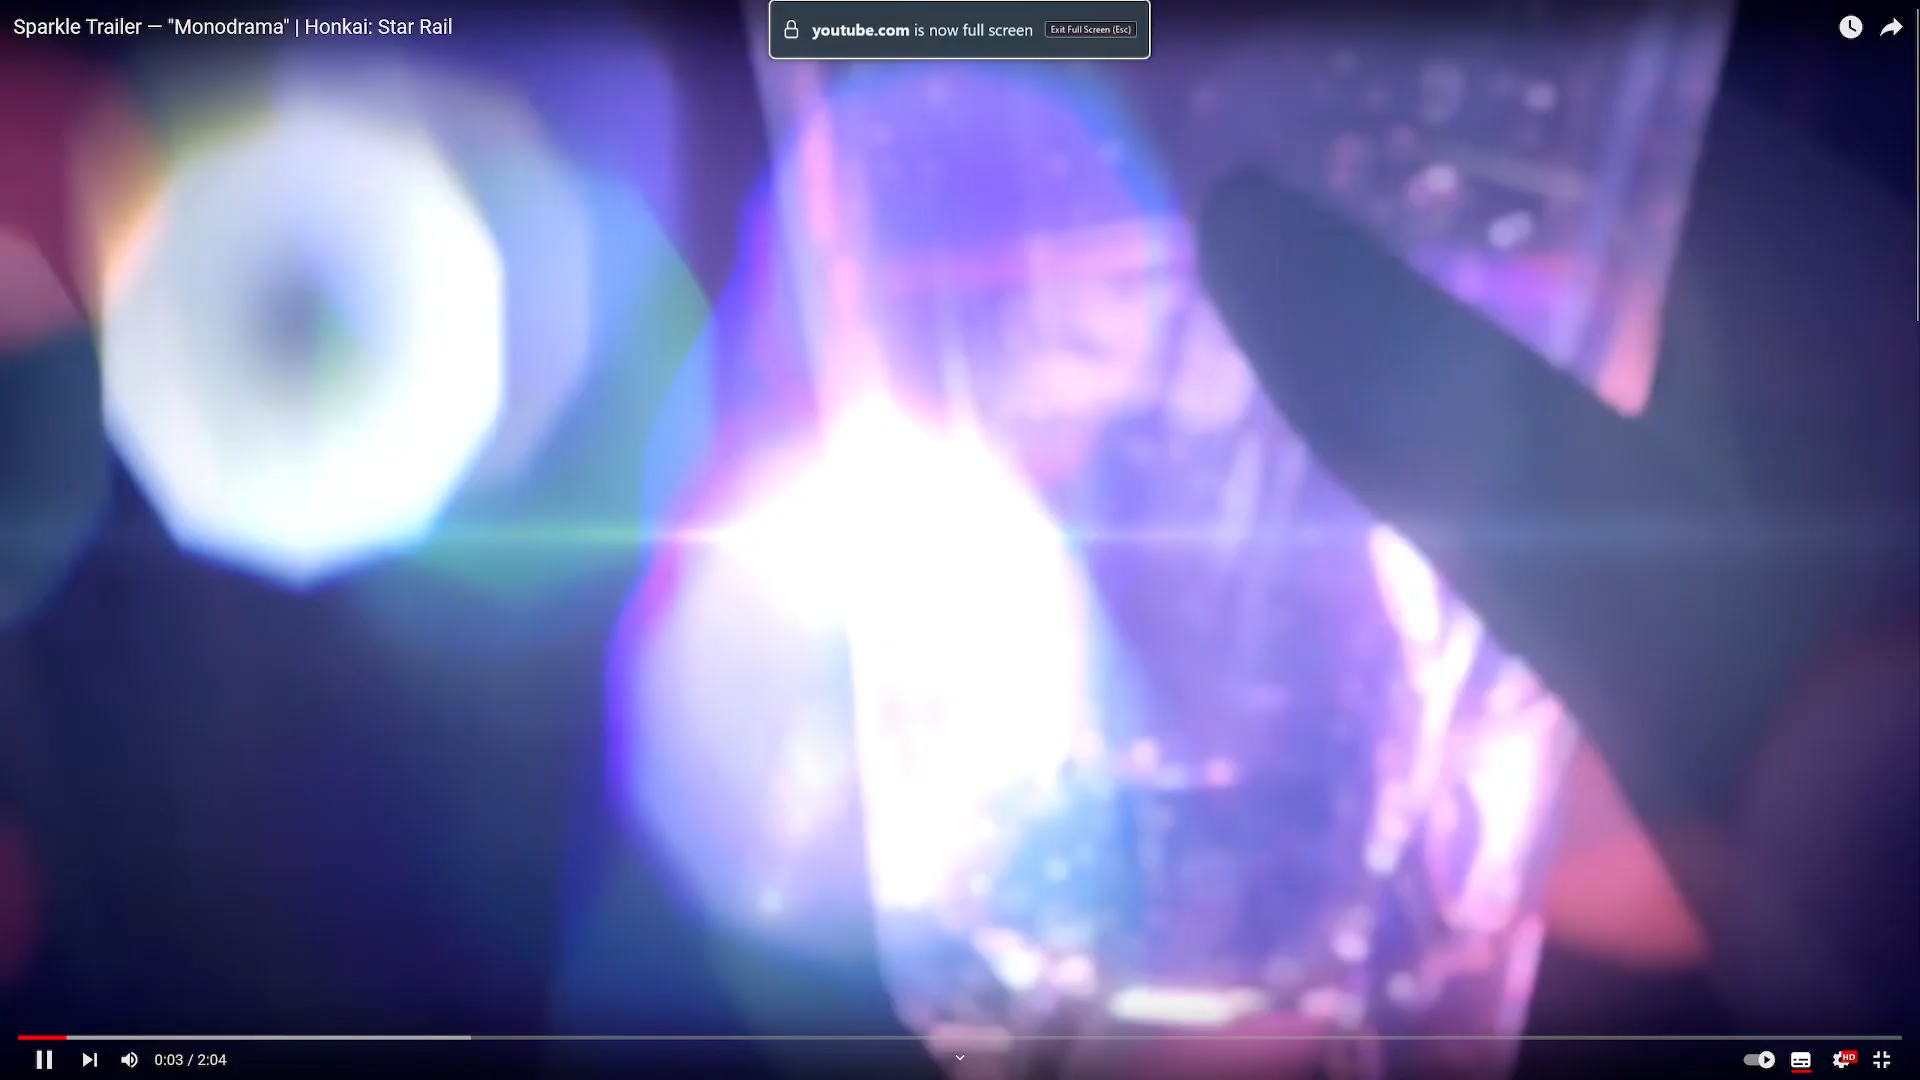 Sparkle Trailer — "Monodrama" | Honkai: Star Rail
youtube.com is now full screen
Exit Full Screen (Esc)
0:03 / 2:04
HD